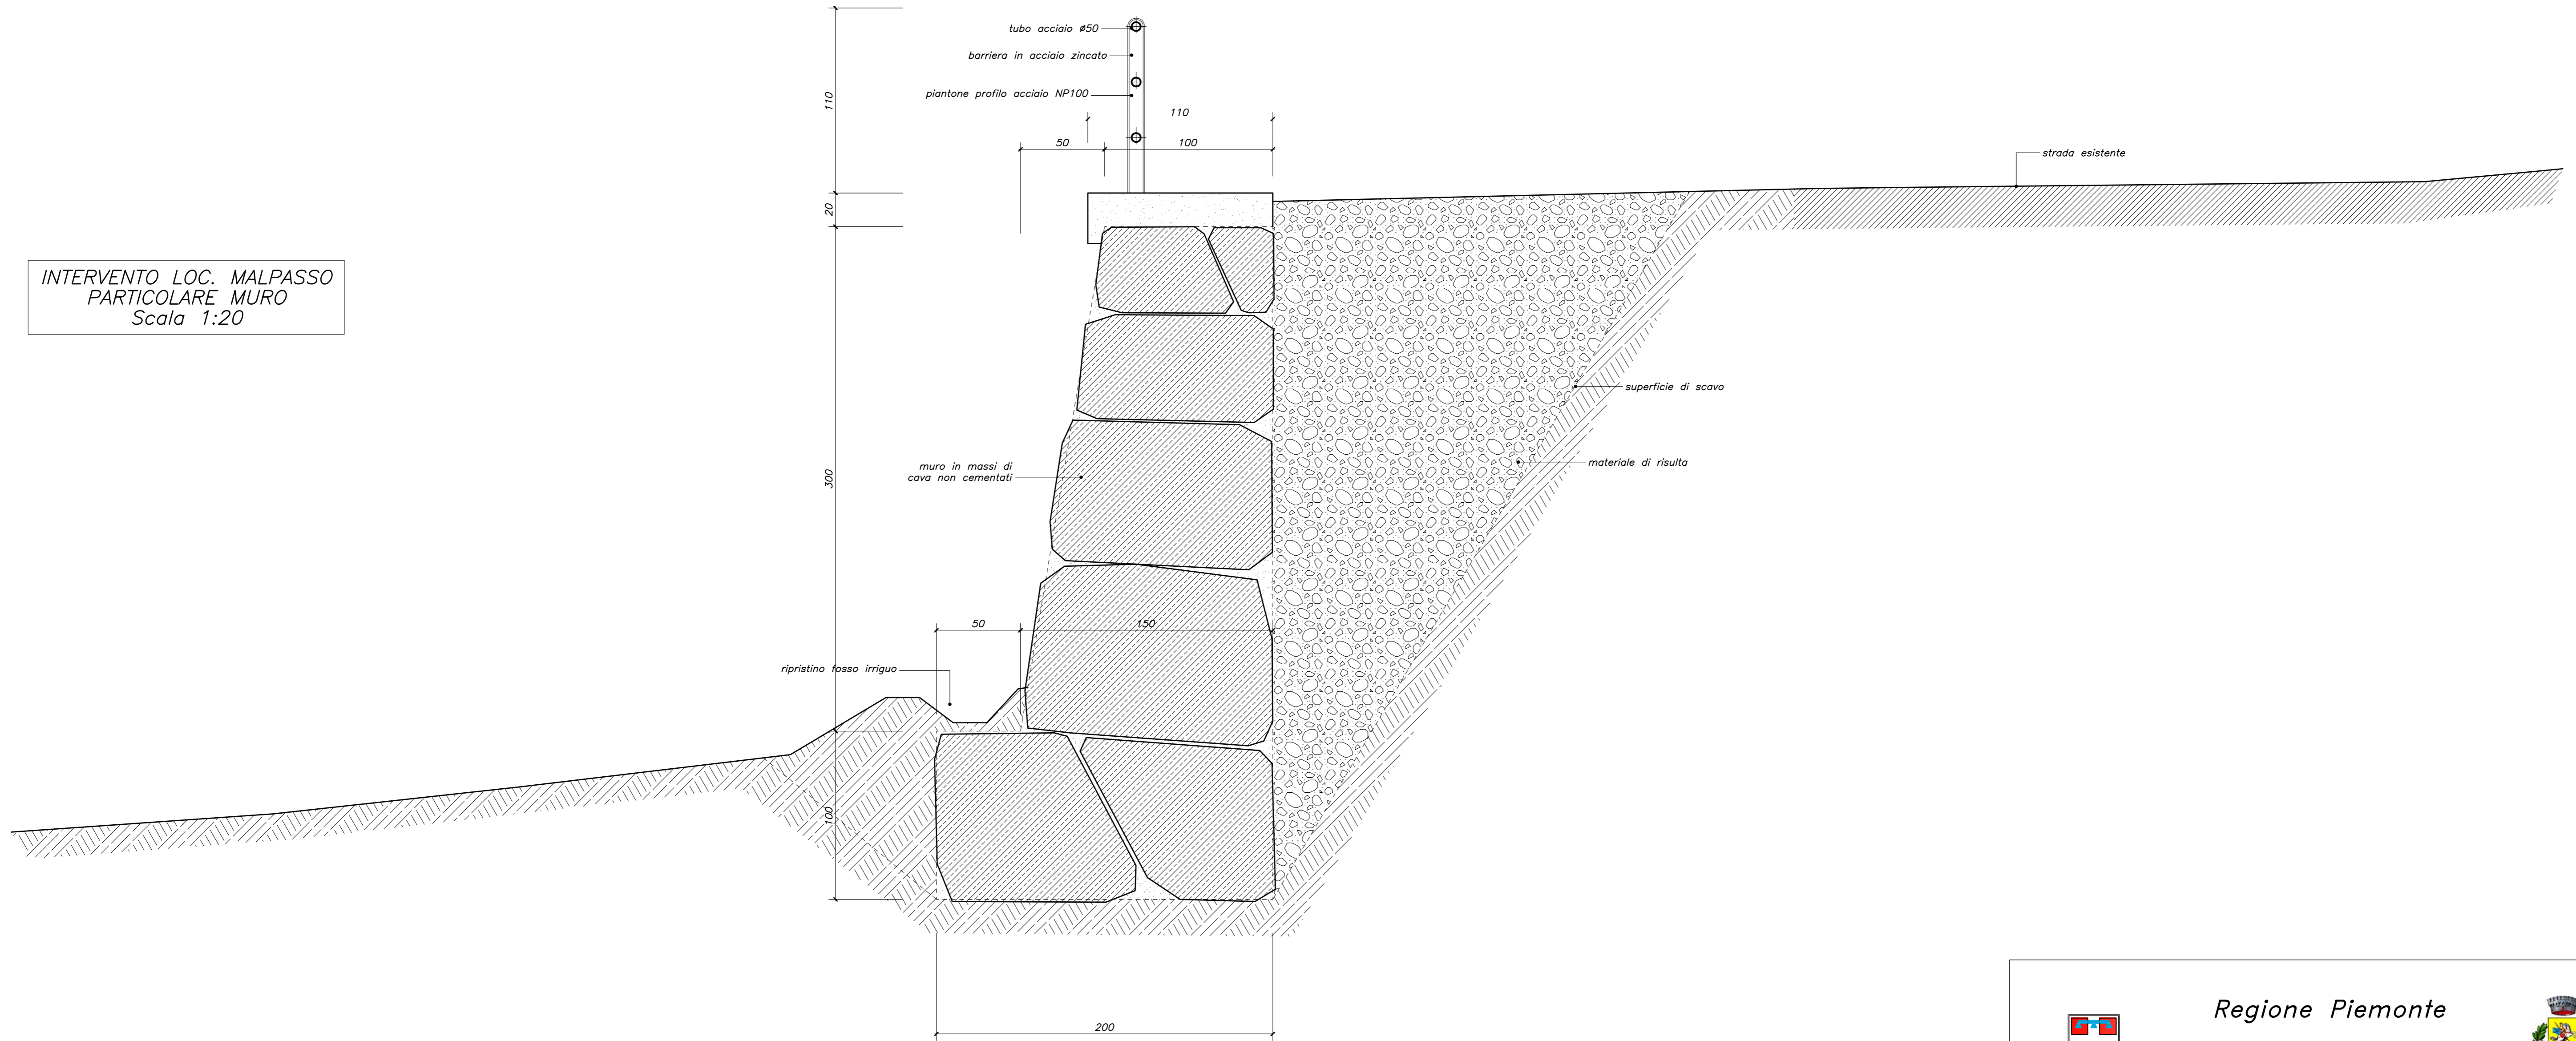 tubo acciaio ø50
barriera in acciaio zincato
piantone profilo acciaio NP100
110
110
50
100
20
strada esistente
INTERVENTO LOC. MALPASSO
PARTICOLARE MURO
Scala 1:20
superficie di scavo
muro in massi di
cava non cementati
materiale di risulta
300
50
150
ripristino fosso irriguo
100
200
Regione Piemonte